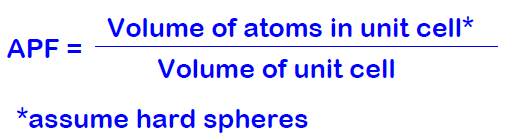 Volume of atoms in unit cell*
APF =
Volume of unit cell
*assume hard spheres